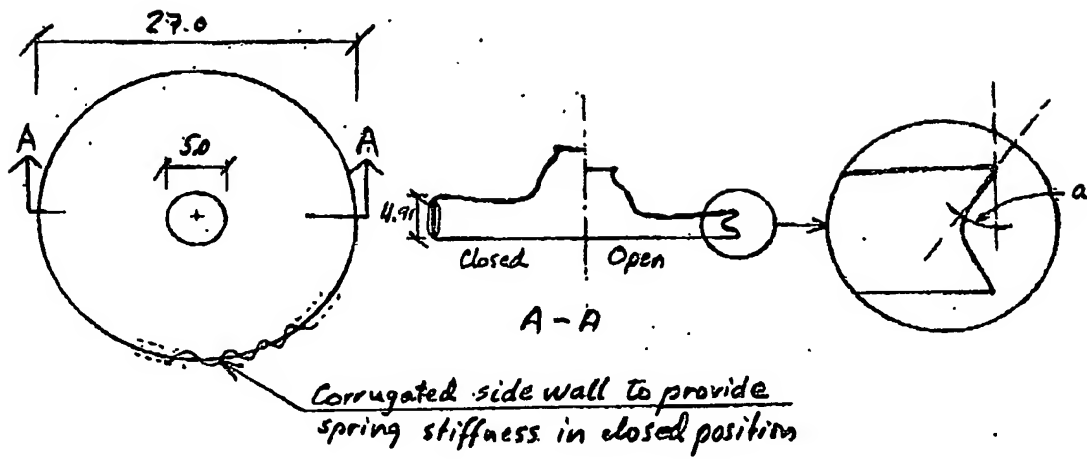 27.0
A
A
5.0
4.91
Closed
Open
a
A-A
Corrugated side wall to provide
spring stiffness in closed position